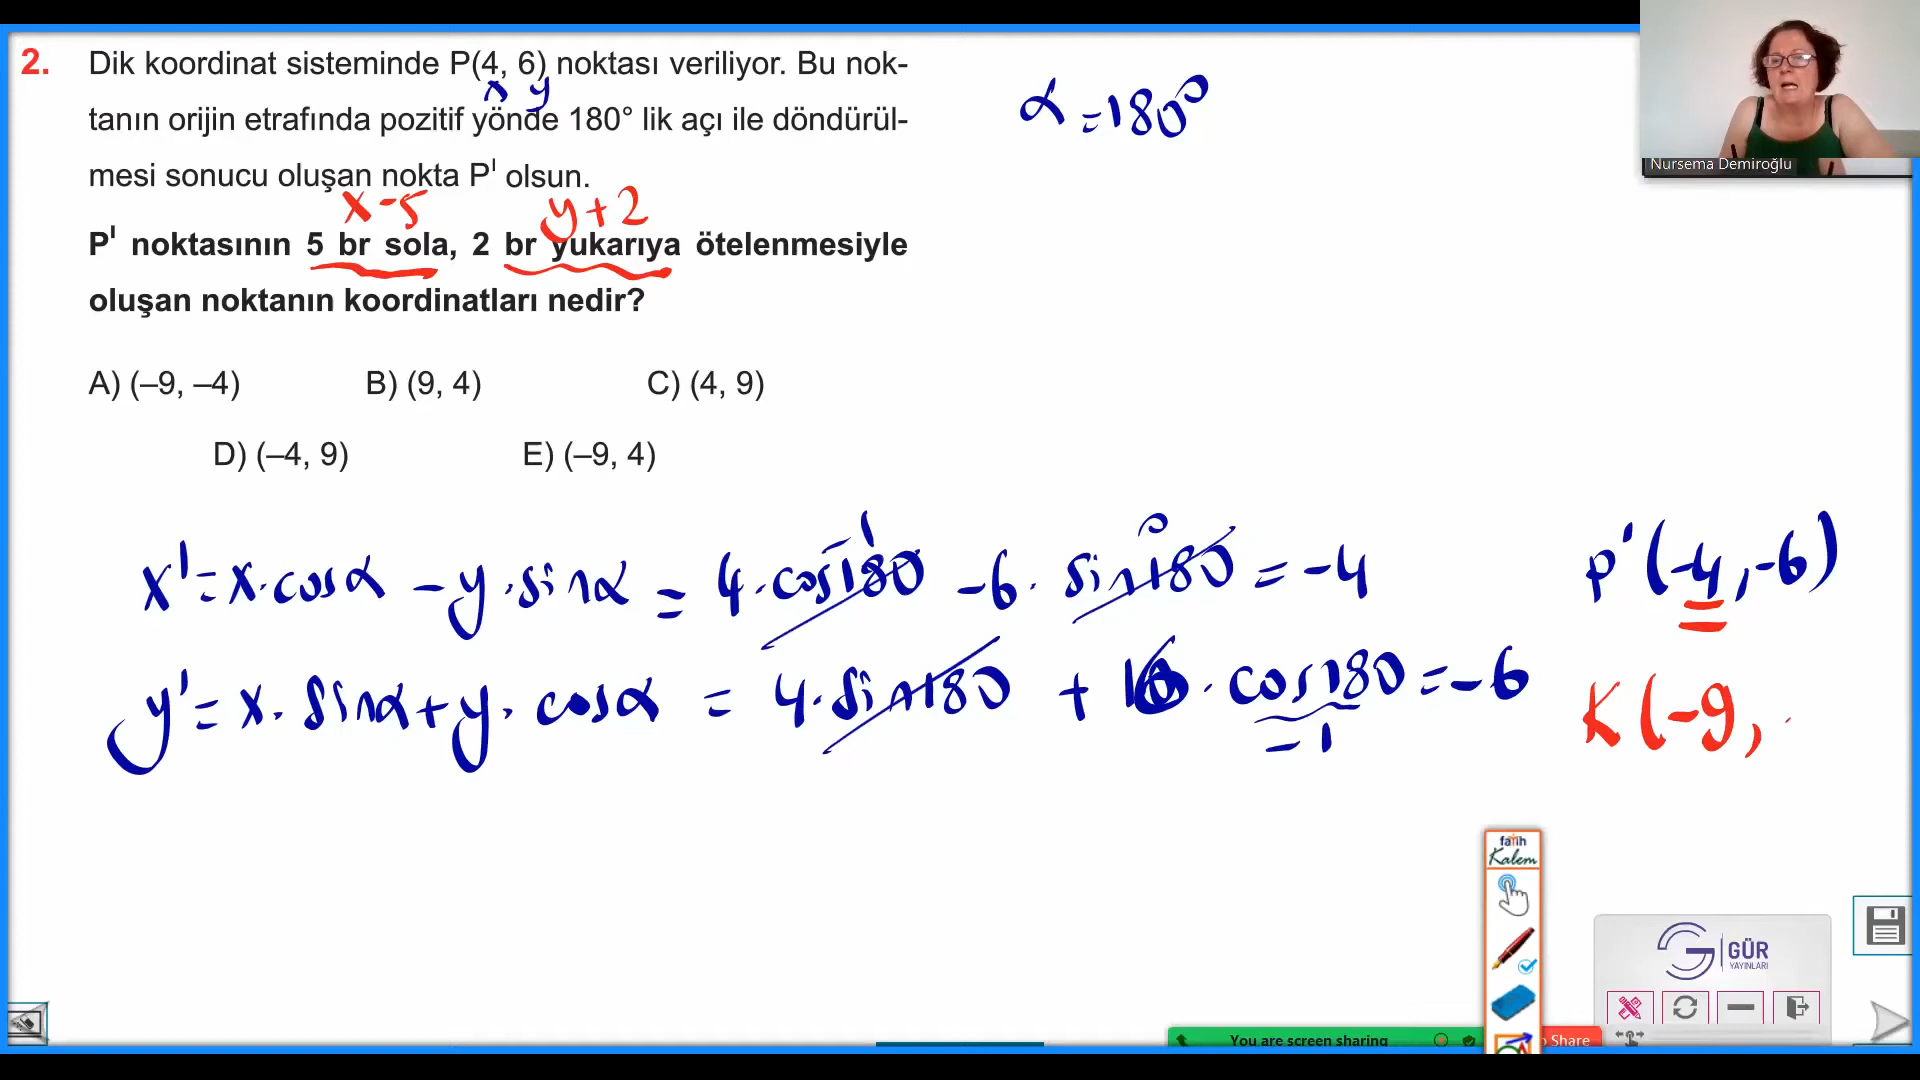 2. Dik koordinat sisteminde P(4, 6) noktası veriliyor. Bu nok-
x y
tanın orijin etrafında pozitif yönde 180° lik açı ile döndürül-
α = 180°
mesi sonucu oluşan nokta Pᴵ olsun.
x - 5 y + 2
Pᴵ noktasının 5 br sola, 2 br yukarıya ötelenmesiyle
oluşan noktanın koordinatları nedir?
A) (–9, –4) B) (9, 4) C) (4, 9)
D) (–4, 9) E) (–9, 4)
-1 0
x' = x.cosα - y.sinα = 4.cos180 - 6.sin180 = -4
P'(-4, -6)
y' = x.sinα + y.cosα = 4.sin180 + 6.cos180 = -6
-1
K(-9,
Nursema Demiroğlu
fatih
Kalem
GÜR
YAYINLARI
You are screen sharing
Share